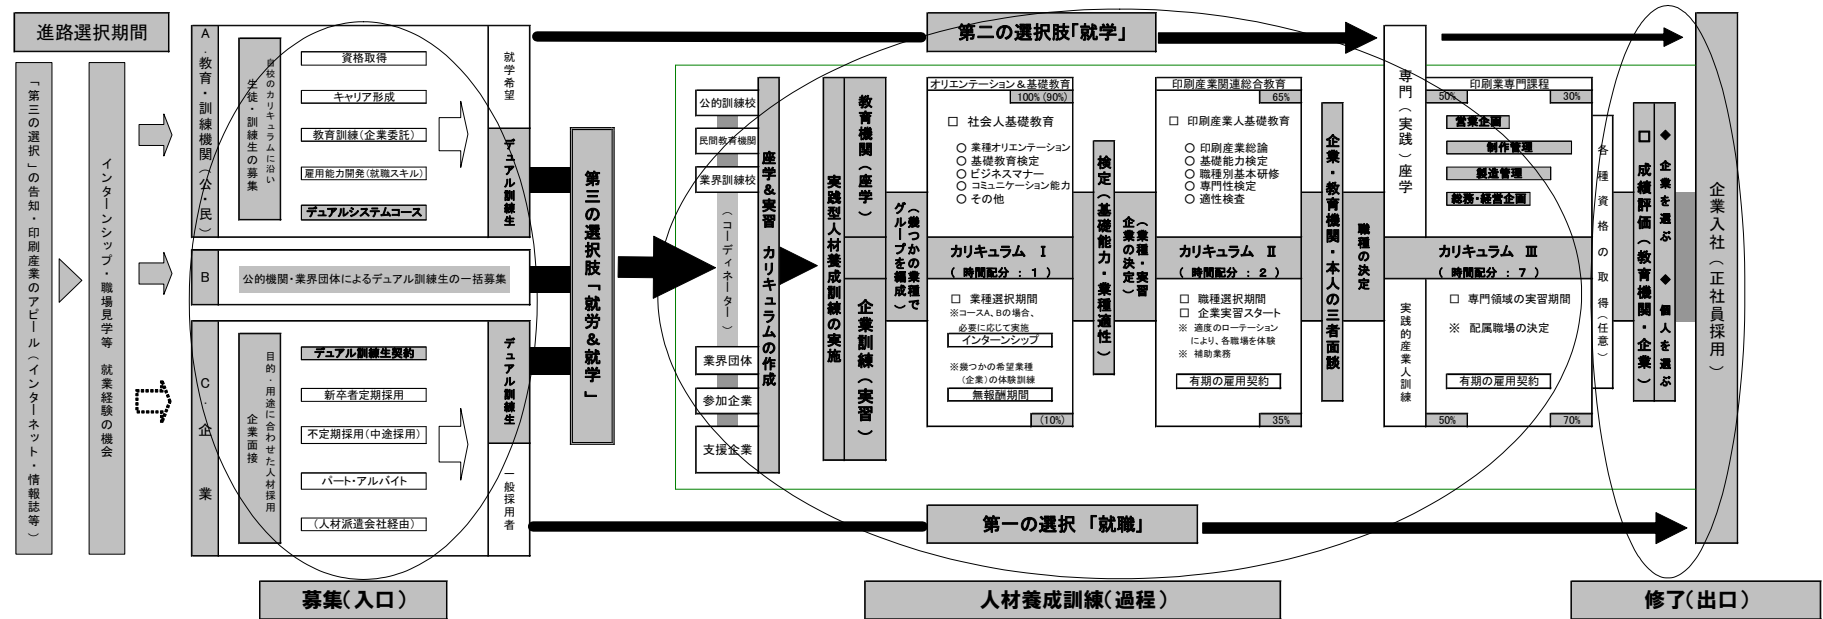 進路選択期間
「第三の選択」の告知・印刷産業のアピール(インターネット・情報誌等)
インターンシップ・職場見学等　就業経験の機会
A.教育・訓練機関(公・民)
自校のカリキュラムに沿い
生徒・訓練生の募集
資格取得
キャリア形成
教育訓練(企業委託)
雇用能力開発(就職スキル)
デュアルシステムコース
就学希望
デュアル訓練生
B
公的機関・業界団体によるデュアル訓練生の一括募集
C.企業
目的・用途に合わせた人材採用
企業面接
デュアル訓練生契約
新卒者定期採用
不定期採用(中途採用)
パート・アルバイト
(人材派遣会社経由)
デュアル訓練生
一般採用者
募集(入口)
第三の選択肢「就労&就学」
第二の選択肢「就学」
公的訓練校
民間教育機関
業界訓練校
(コーディネーター)
業界団体
参加企業
支援企業
座学&実習　カリキュラムの作成
実践型人材養成訓練の実施
教育機関(座学)
企業訓練(実習)
(幾つかの業種で
グループを編成)
オリエンテーション&基礎教育
100%(90%)
□ 社会人基礎教育
○ 業種オリエンテーション
○ 基礎教育検定
○ ビジネスマナー
○ コミュニケーション能力
○ その他
カリキュラム　Ⅰ
( 時間配分 : 1 )
□ 業種選択期間
※コースA、Bの場合、
必要に応じて実施
インターンシップ
※幾つかの希望業種
(企業)の体験訓練
無報酬期間
(10%)
検定(基礎能力・業種適性)
(業種・実習
企業の決定)
印刷産業関連総合教育
65%
□ 印刷産業人基礎教育
○ 印刷産業総論
○ 基礎能力検定
○ 職種別基本研修
○ 専門性検定
○ 適性検査
カリキュラム　Ⅱ
( 時間配分 : 2 )
□ 職種選択期間
□ 企業実習スタート
※ 適度のローテーション
により、各職場を体験
※ 補助業務
有期の雇用契約
35%
企業・教育機関・本人の三者面談
職種の決定
専門(実践)座学
実践的産業人訓練
印刷業専門課程
50%
30%
営業企画
制作管理
製造管理
総務・経営企画
カリキュラム　Ⅲ
( 時間配分 : 7 )
□ 専門領域の実習期間
※ 配属職場の決定
有期の雇用契約
50%
70%
各種資格の取得(任意)
□ 成績評価(教育機関・企業)
◆ 企業を選ぶ　◆ 個人を選ぶ
企業入社(正社員採用)
第一の選択 「就職」
人材養成訓練(過程)
修了(出口)